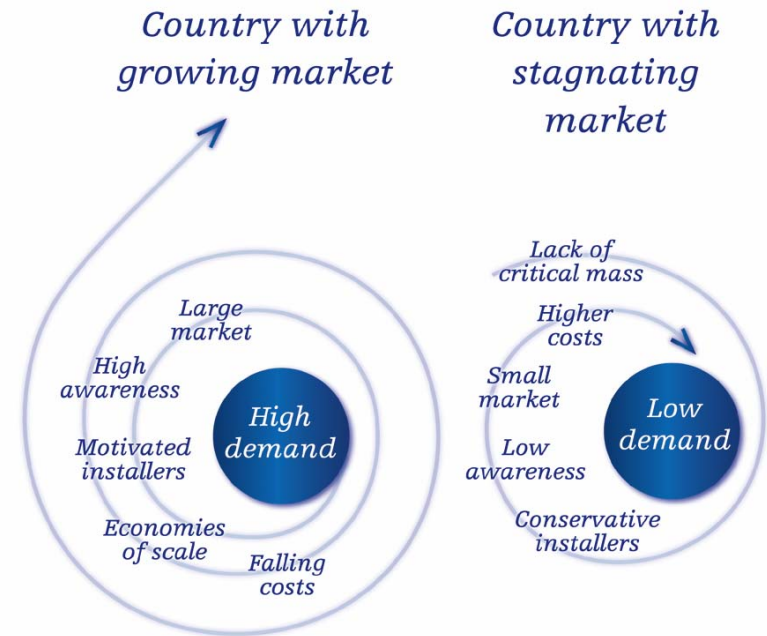 Country with
growing market
Large
market
High
awareness
High
demand
Motivated
installers
Economies
of scale
Falling
costs
Country with
stagnating
market
Lack of
critical mass
Higher
costs
Small
market
Low
demand
Low
awareness
Conservative
installers